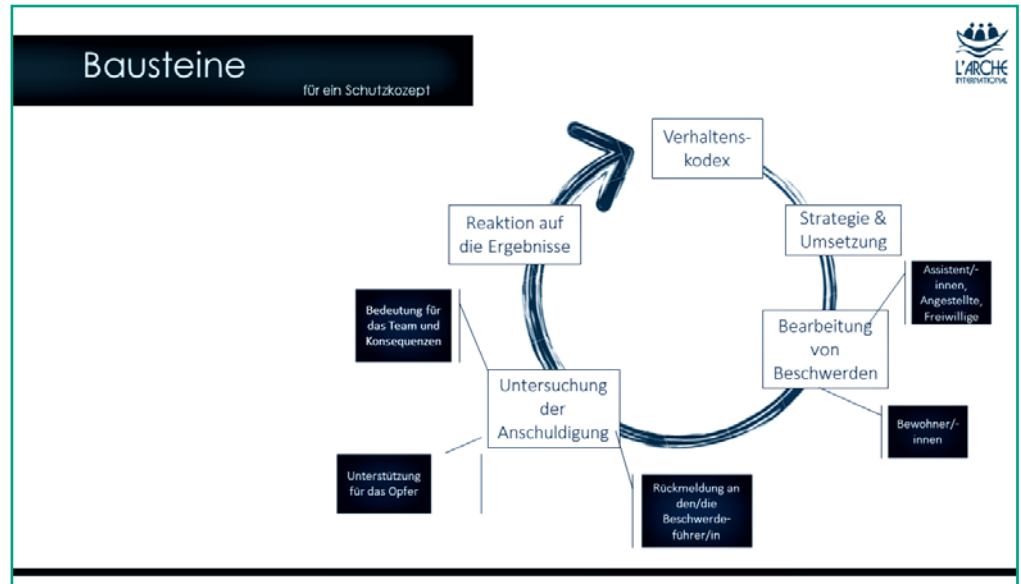 Bausteine
für ein Schutzkozept
L'ARCHE
INTERNATIONAL
Verhaltens-
kodex
Strategie &
Umsetzung
Assistent/-
innen,
Angestellte,
Freiwillige
Bearbeitung
von
Beschwerden
Bewohner/-
innen
Rückmeldung an
den/die
Beschwerde-
führer/in
Untersuchung
der
Anschuldigung
Unterstützung
für das Opfer
Bedeutung für
das Team und
Konsequenzen
Reaktion auf
die Ergebnisse